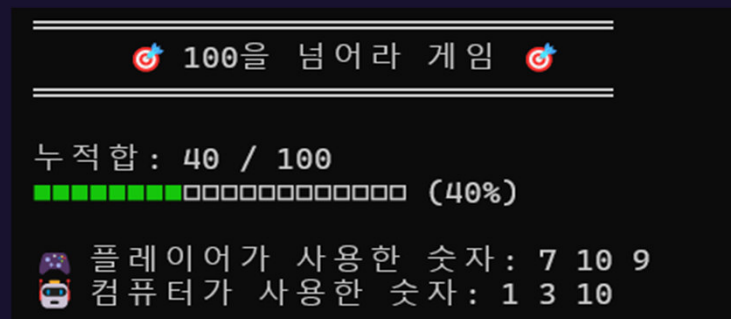 🎯 100을 넘어라 게임 🎯
누적합: 40 / 100
■■■■■■■■□□□□□□□□□□□□ (40%)
🎮 플레이어가 사용한 숫자: 7 10 9
🤖 컴퓨터가 사용한 숫자: 1 3 10